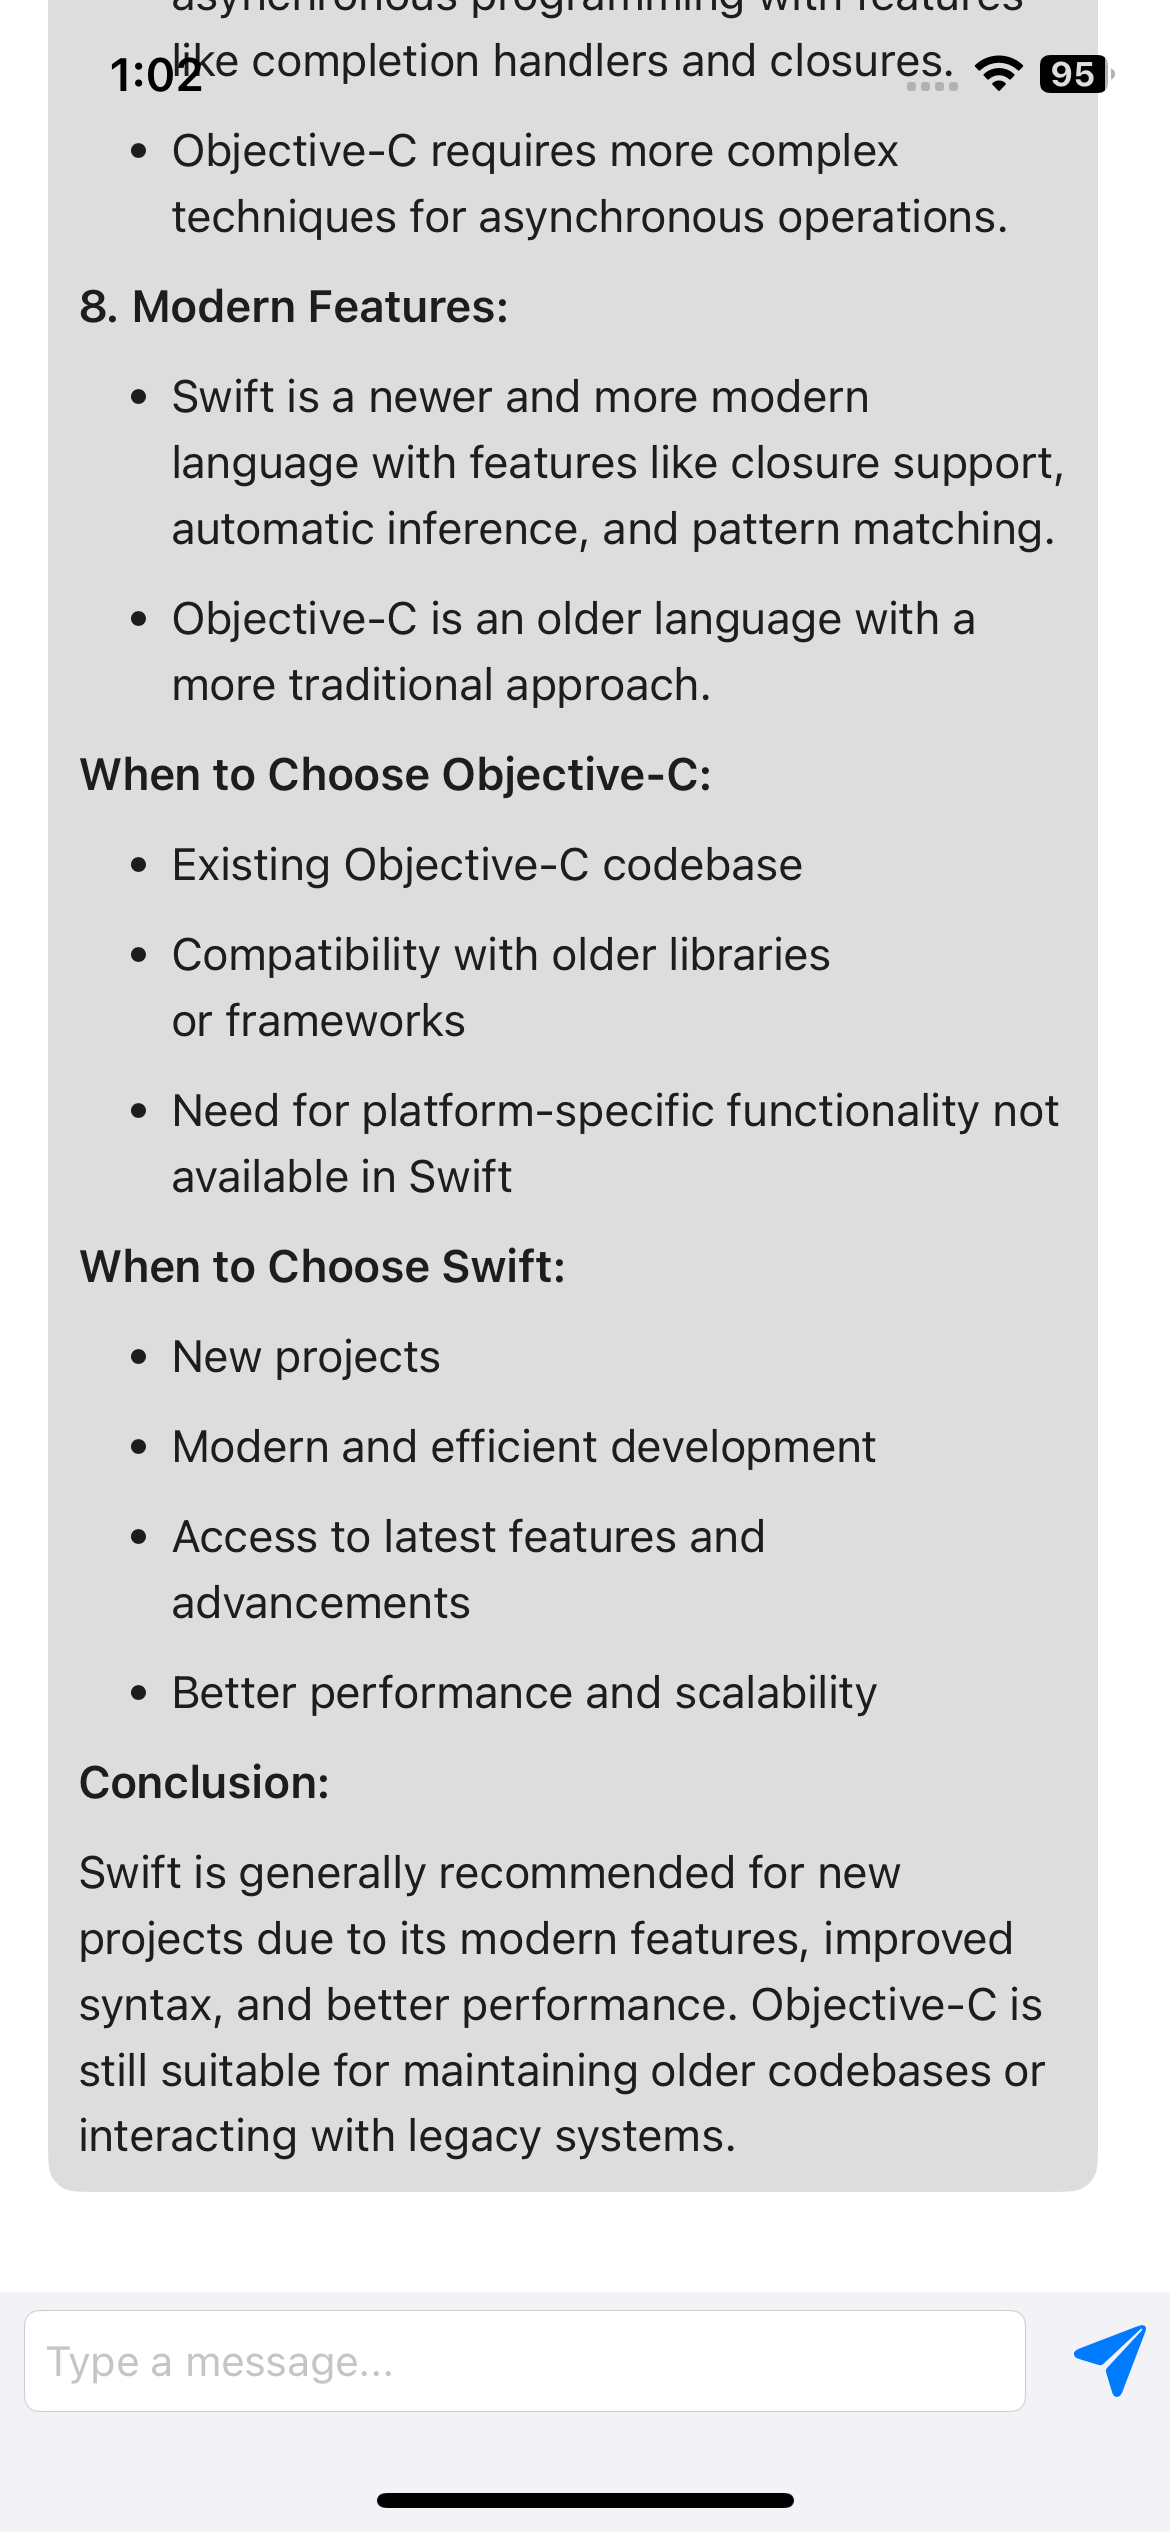 asynchronous programming with features
like completion handlers and closures.
1:02
95
• Objective-C requires more complex
techniques for asynchronous operations.
8. Modern Features:
• Swift is a newer and more modern
language with features like closure support,
automatic inference, and pattern matching.
• Objective-C is an older language with a
more traditional approach.
When to Choose Objective-C:
• Existing Objective-C codebase
• Compatibility with older libraries
or frameworks
• Need for platform-specific functionality not
available in Swift
When to Choose Swift:
• New projects
• Modern and efficient development
• Access to latest features and
advancements
• Better performance and scalability
Conclusion:
Swift is generally recommended for new
projects due to its modern features, improved
syntax, and better performance. Objective-C is
still suitable for maintaining older codebases or
interacting with legacy systems.
Type a message...